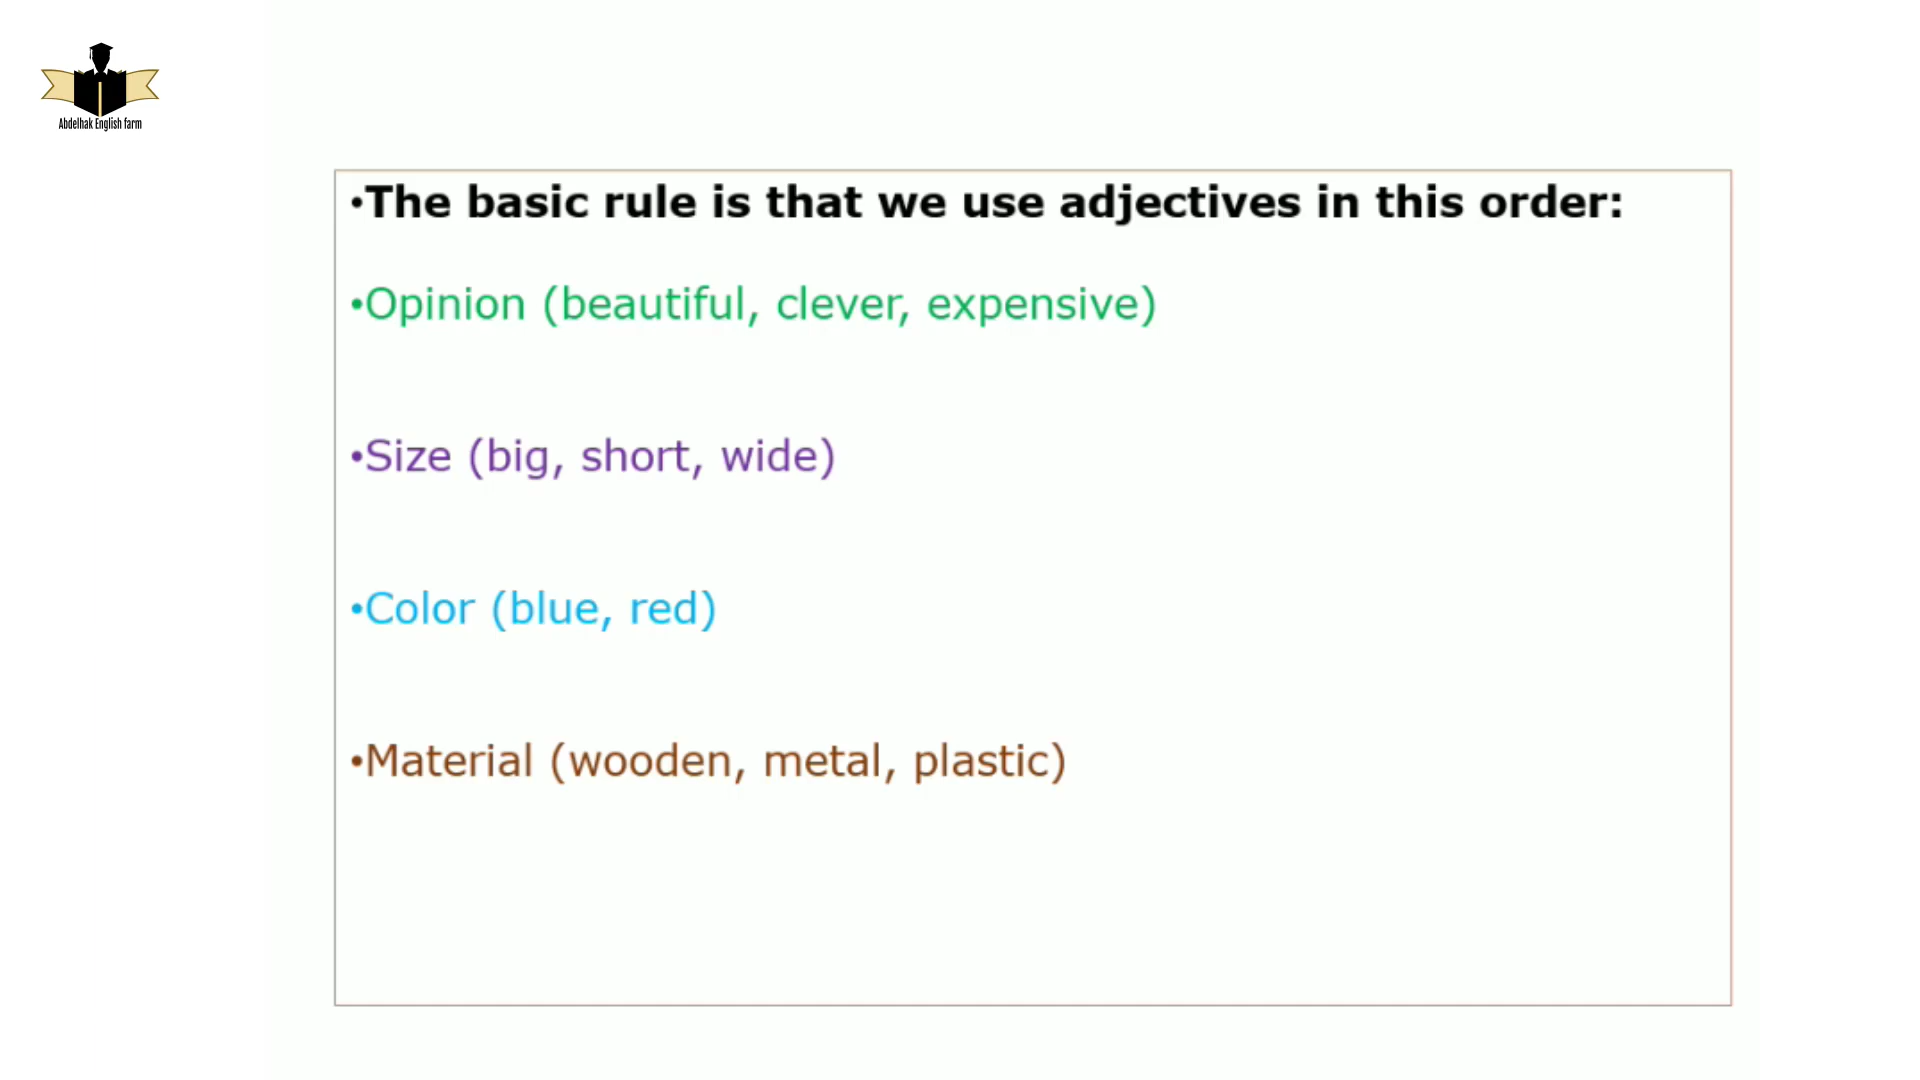 Abdelhak English farm
•The basic rule is that we use adjectives in this order:
•Opinion (beautiful, clever, expensive)
•Size (big, short, wide)
•Color (blue, red)
•Material (wooden, metal, plastic)